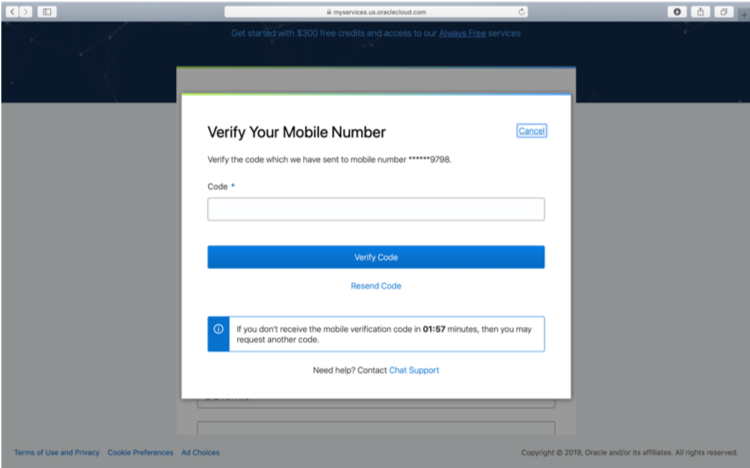 myservices.us.oraclecloud.com
Get started with $300 free credits and access to our Always Free services
Verify Your Mobile Number
Cancel
Verify the code which we have sent to mobile number ******9798.
Code *
Verify Code
Resend Code
If you don't receive the mobile verification code in 01:57 minutes, then you may
request another code.
Need help? Contact Chat Support
Terms of Use and Privacy Cookie Preferences Ad Choices
Copyright © 2019, Oracle and/or its affiliates. All rights reserved.